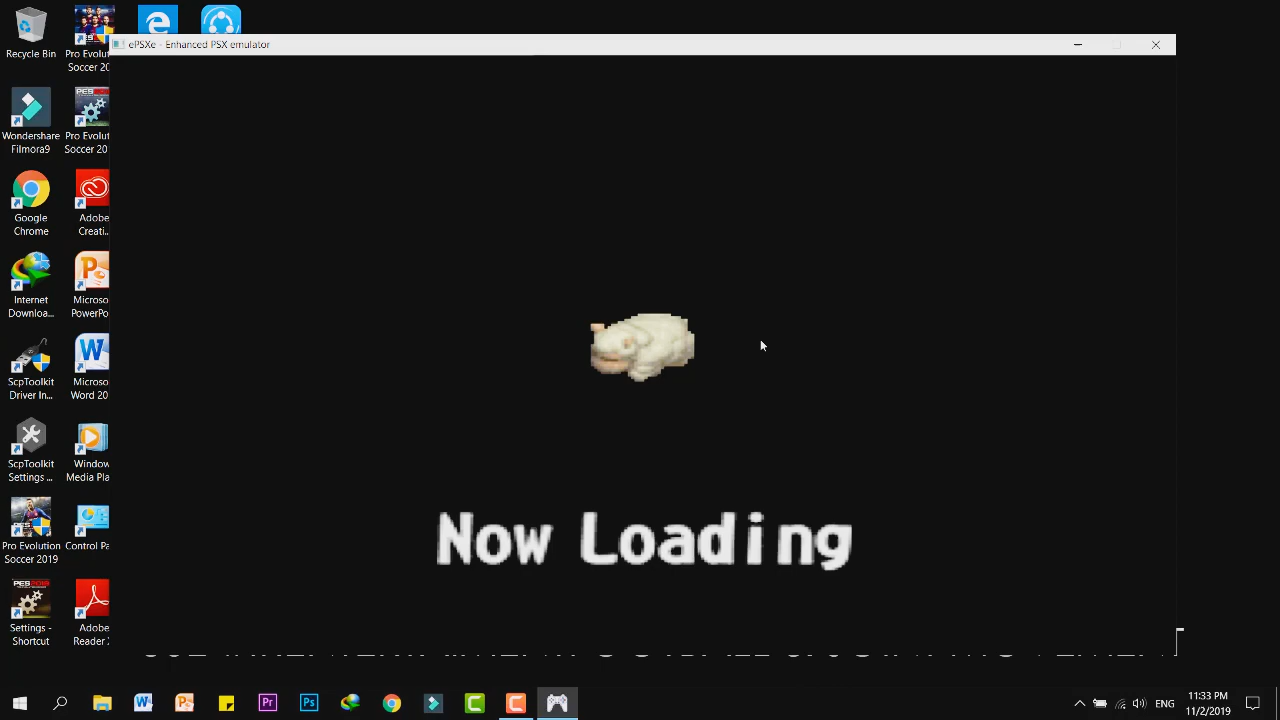 Recycle Bin
Pro Evolution
Soccer 20
ePSXe - Enhanced PSX emulator
Wondershare
Filmora9
Pro Evolut
Soccer 20
Google
Chrome
Adobe
Creati...
Internet
Downloa...
Microso
PowerPo
ScpToolkit
Driver In...
Microso
Word 20
ScpToolkit
Settings ...
Window
Media Pla
Pro Evolution
Soccer 2019
Control Pa
Settings -
Shortcut
Adobe
Reader
Now Loading
ENG
11:33 PM
11/2/2019